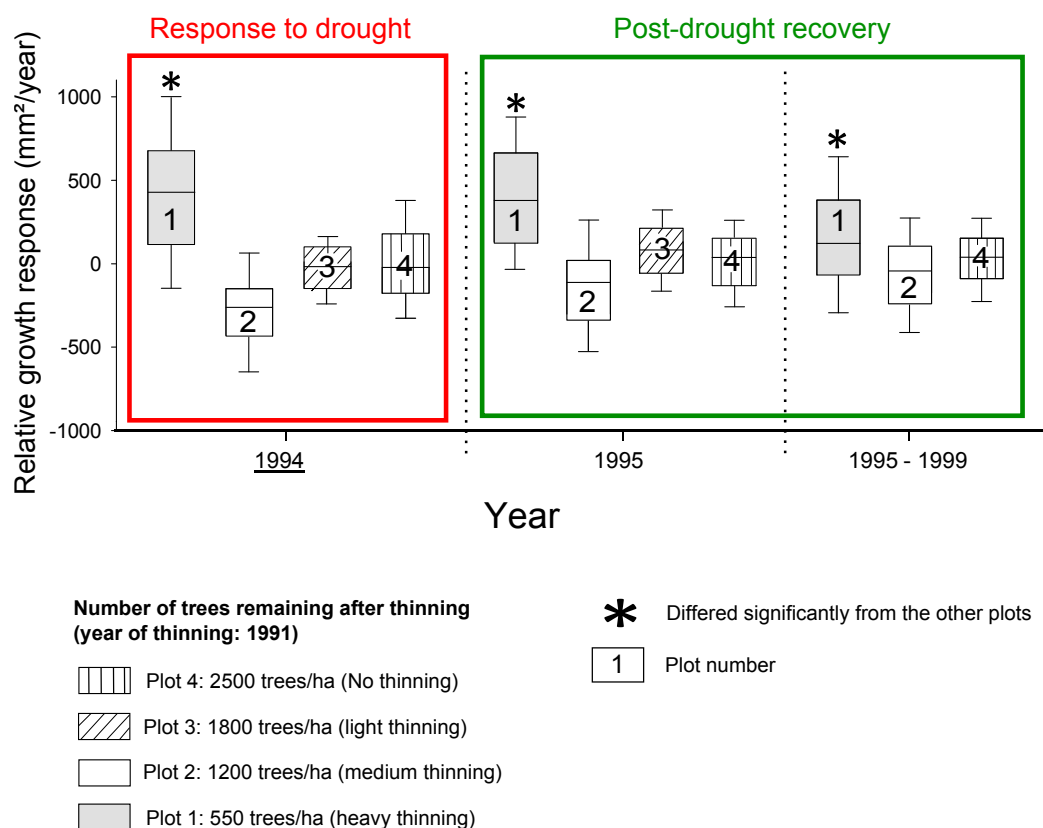 Response to drought
Post-drought recovery
Relative growth response (mm²/year)
1000
500
0
-500
-1000
*
1
2
3
4
*
1
2
3
4
*
1
2
4
1994
1995
1995 - 1999
Year
Number of trees remaining after thinning
(year of thinning: 1991)
Plot 4: 2500 trees/ha (No thinning)
Plot 3: 1800 trees/ha (light thinning)
Plot 2: 1200 trees/ha (medium thinning)
Plot 1: 550 trees/ha (heavy thinning)
* Differed significantly from the other plots
1 Plot number